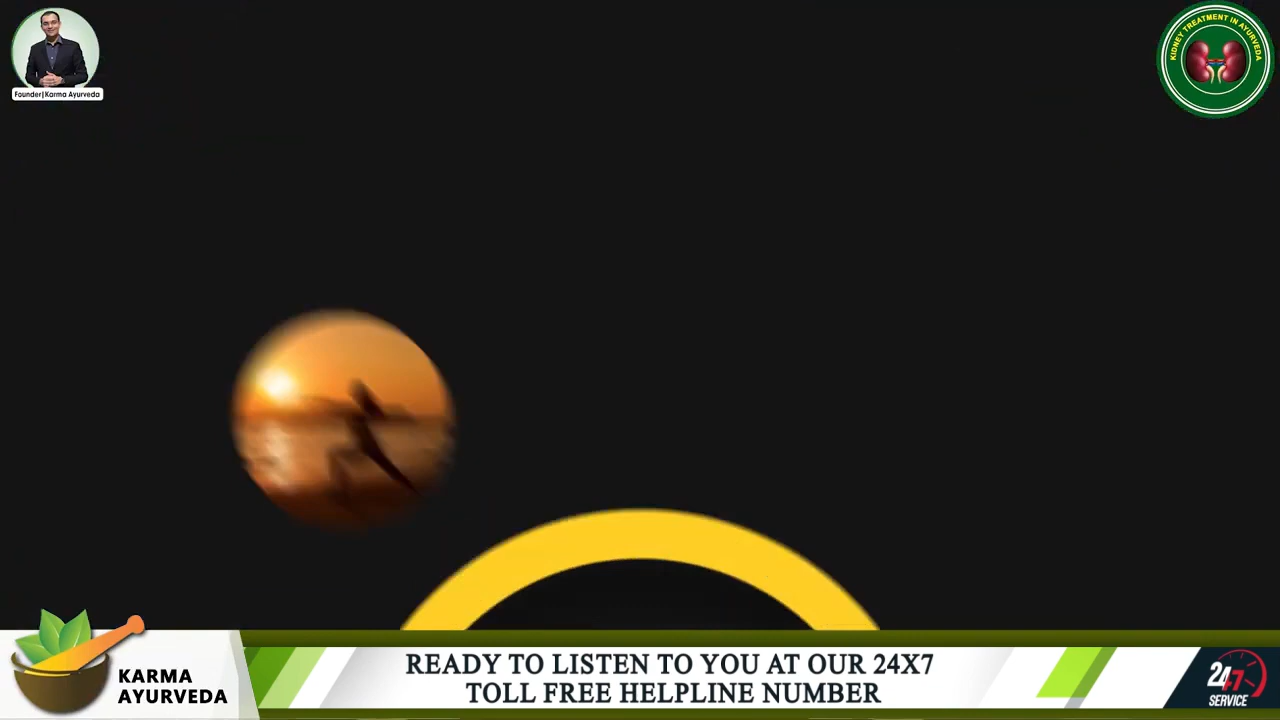 Founder|Karma Ayurveda
KIDNEY TREATMENT IN AYURVEDA
KARMA
AYURVEDA
READY TO LISTEN TO YOU AT OUR 24X7
TOLL FREE HELPLINE NUMBER
24
7
SERVICE